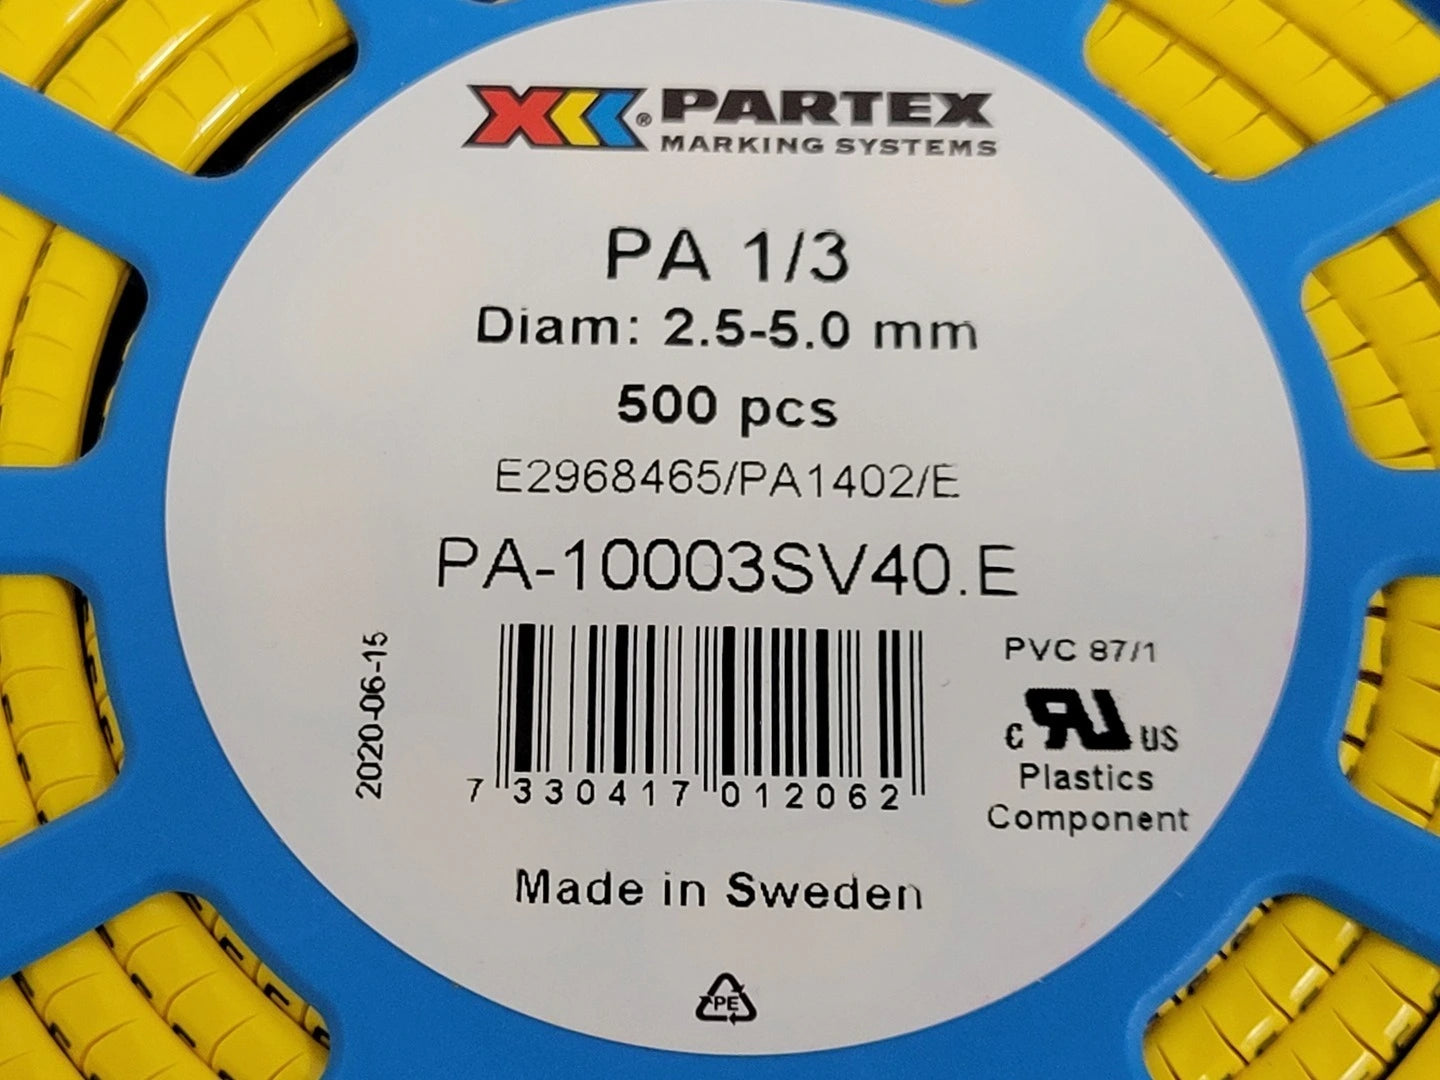 PARTEX
MARKING SYSTEMS
PA 1/3
Diam: 2.5-5.0 mm
500 pcs
E2968465/PA1402/E
PA-10003SV40.E
2020-06-15
7 330417 012062
PVC 87/1
c RU US
Plastics
Component
Made in Sweden
PE